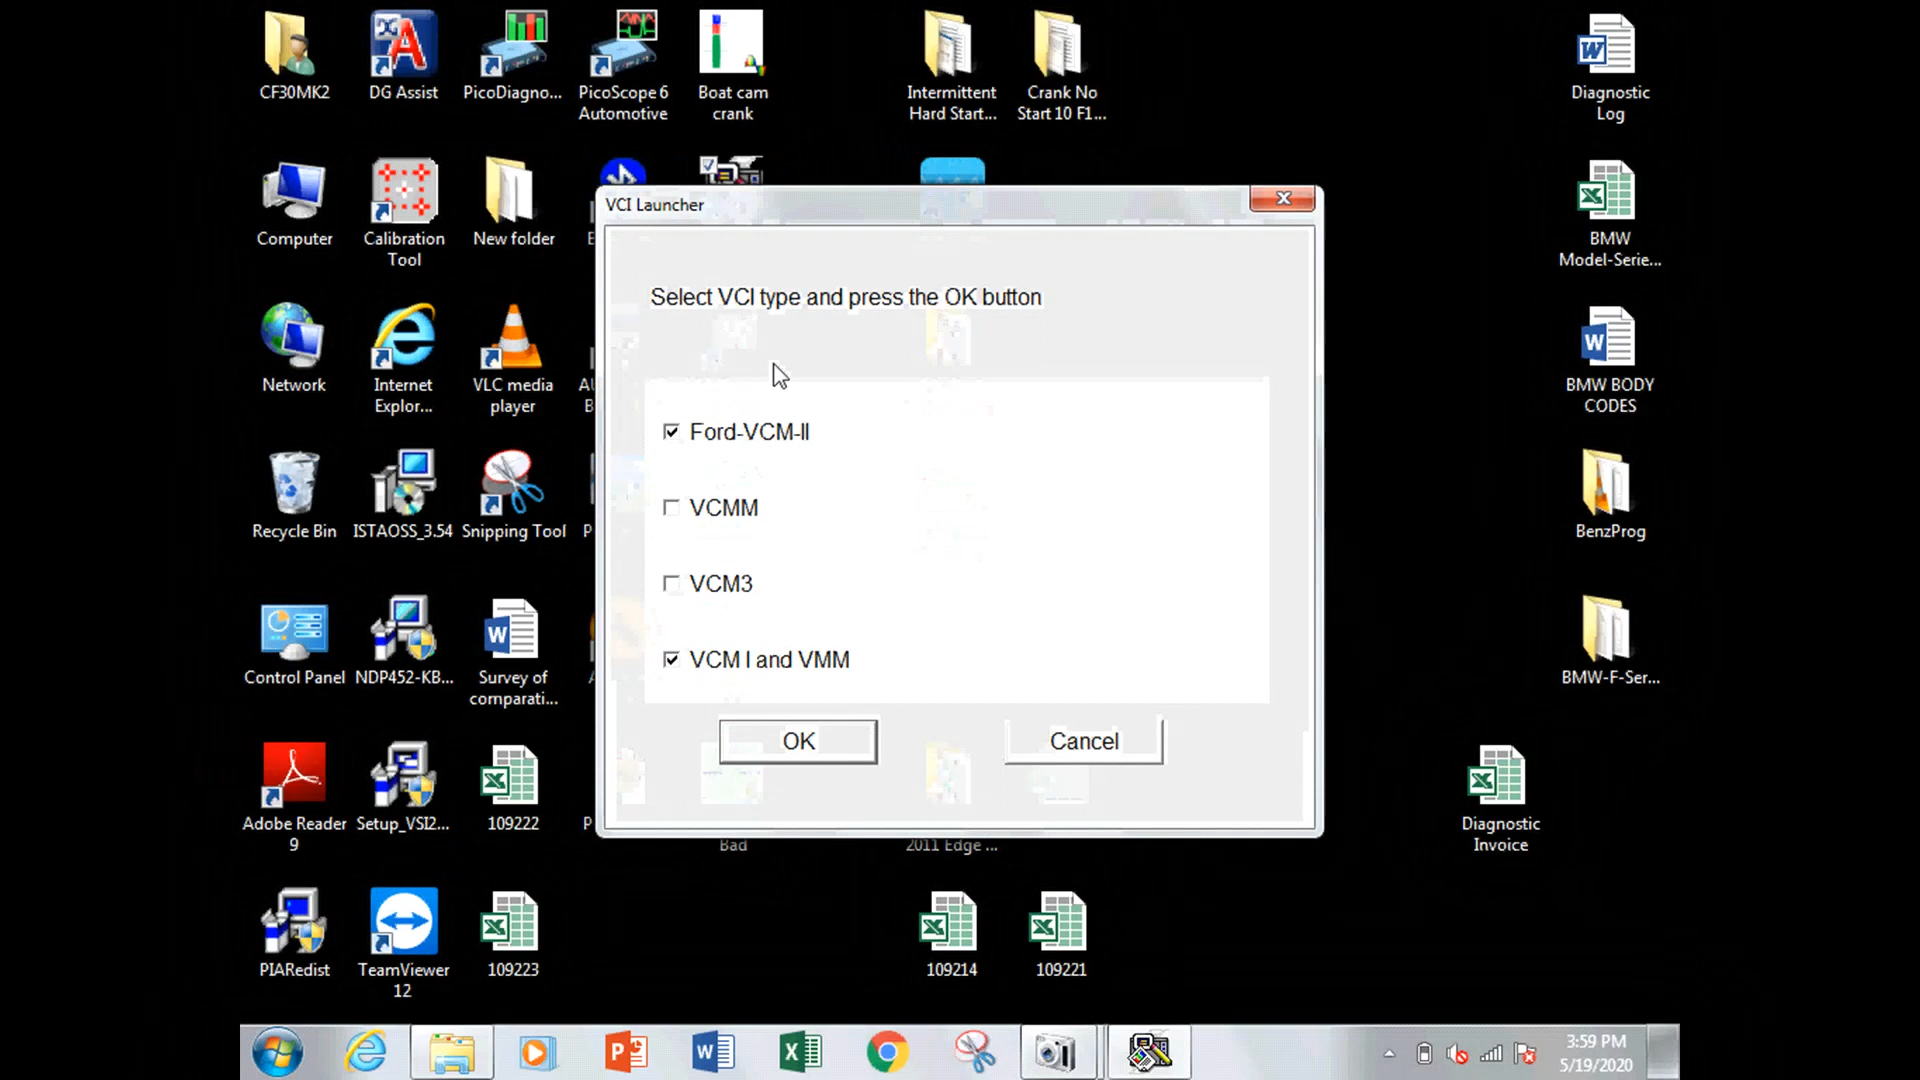 CF30MK2
DG Assist
PicoDiagno...
PicoScope 6
Automotive
Boat cam
crank
Intermittent
Hard Start...
Crank No
Start 10 F1...
Diagnostic
Log
Computer
Calibration
Tool
New folder
BMW
Model-Serie...
Network
Internet
Explor...
VLC media
player
BMW BODY
CODES
Recycle Bin
ISTAOSS_3.54
Snipping Tool
BenzProg
Control Panel
NDP452-KB...
Survey of
comparati...
BMW-F-Ser...
Adobe Reader
9
Setup_VSI2...
109222
Bad
2011 Edge ...
Diagnostic
Invoice
PIARedist
TeamViewer
12
109223
109214
109221
VCI Launcher
Select VCI type and press the OK button
Ford-VCM-II
VCMM
VCM3
VCM I and VMM
OK
Cancel
3:59 PM
5/19/2020